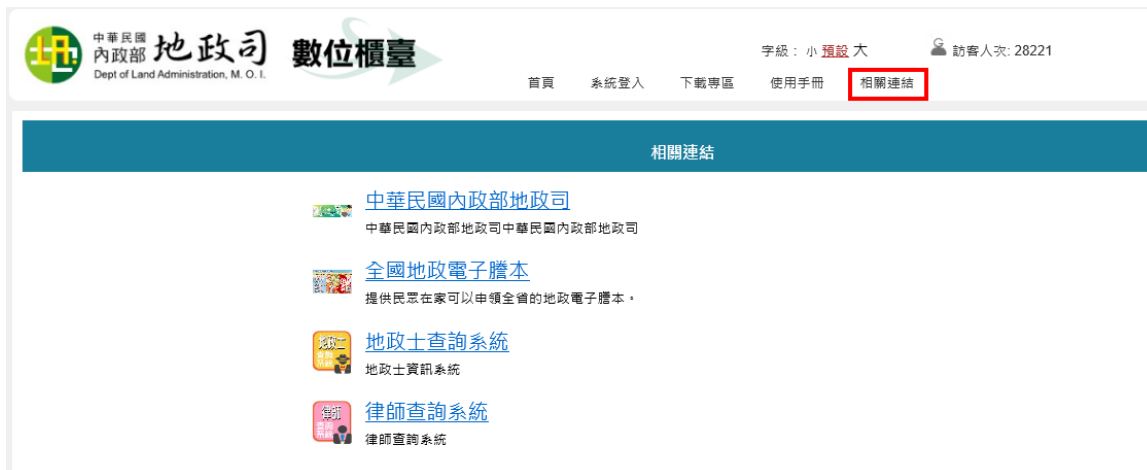 中華民國
內政部 地政司 數位櫃臺
Dept of Land Administration, M. O. I.
字級： 小 預設 大
訪客人次: 28221
首頁 系統登入 下載專區 使用手冊 相關連結
相關連結
中華民國內政部地政司
中華民國內政部地政司中華民國內政部地政司
全國地政電子謄本
提供民眾在家可以申領全省的地政電子謄本。
地政士查詢系統
地政士資訊系統
律師查詢系統
律師查詢系統